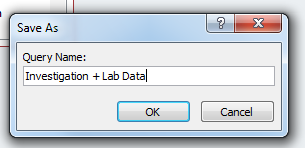 Save As
?
Query Name:
Investigation + Lab Data
OK
Cancel